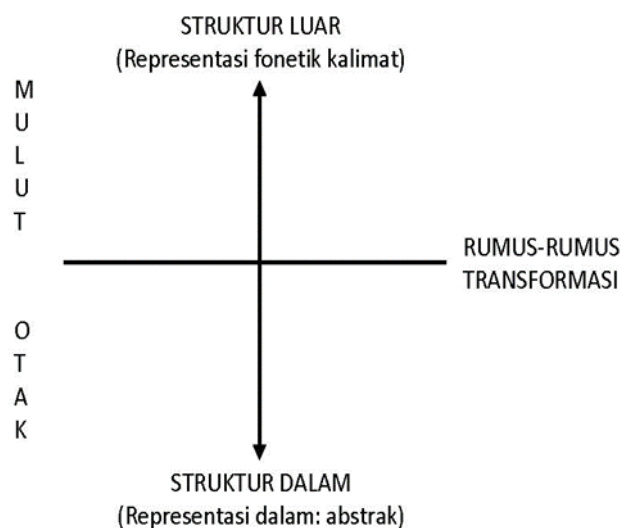 STRUKTUR LUAR
(Representasi fonetik kalimat)
M
U
L
U
T
RUMUS-RUMUS
TRANSFORMASI
O
T
A
K
STRUKTUR DALAM
(Representasi dalam: abstrak)